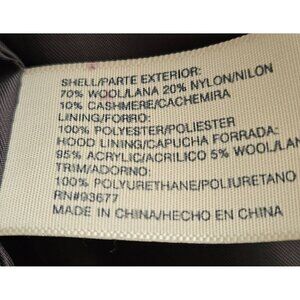 SHELL/PARTE EXTERIOR:
70% WOOL/LANA 20% NYLON/NILON
10% CASHMERE/CACHEMIRA
LINING/FORRO:
100% POLYESTER/POLIESTER
HOOD LINING/CAPUCHA FORRADA:
95% ACRYLIC/ACRILICO 5% WOOL/LAN
TRIM/ADORNO:
100% POLYURETHANE/POLIURETANO
RN#93677
MADE IN CHINA/HECHO EN CHINA